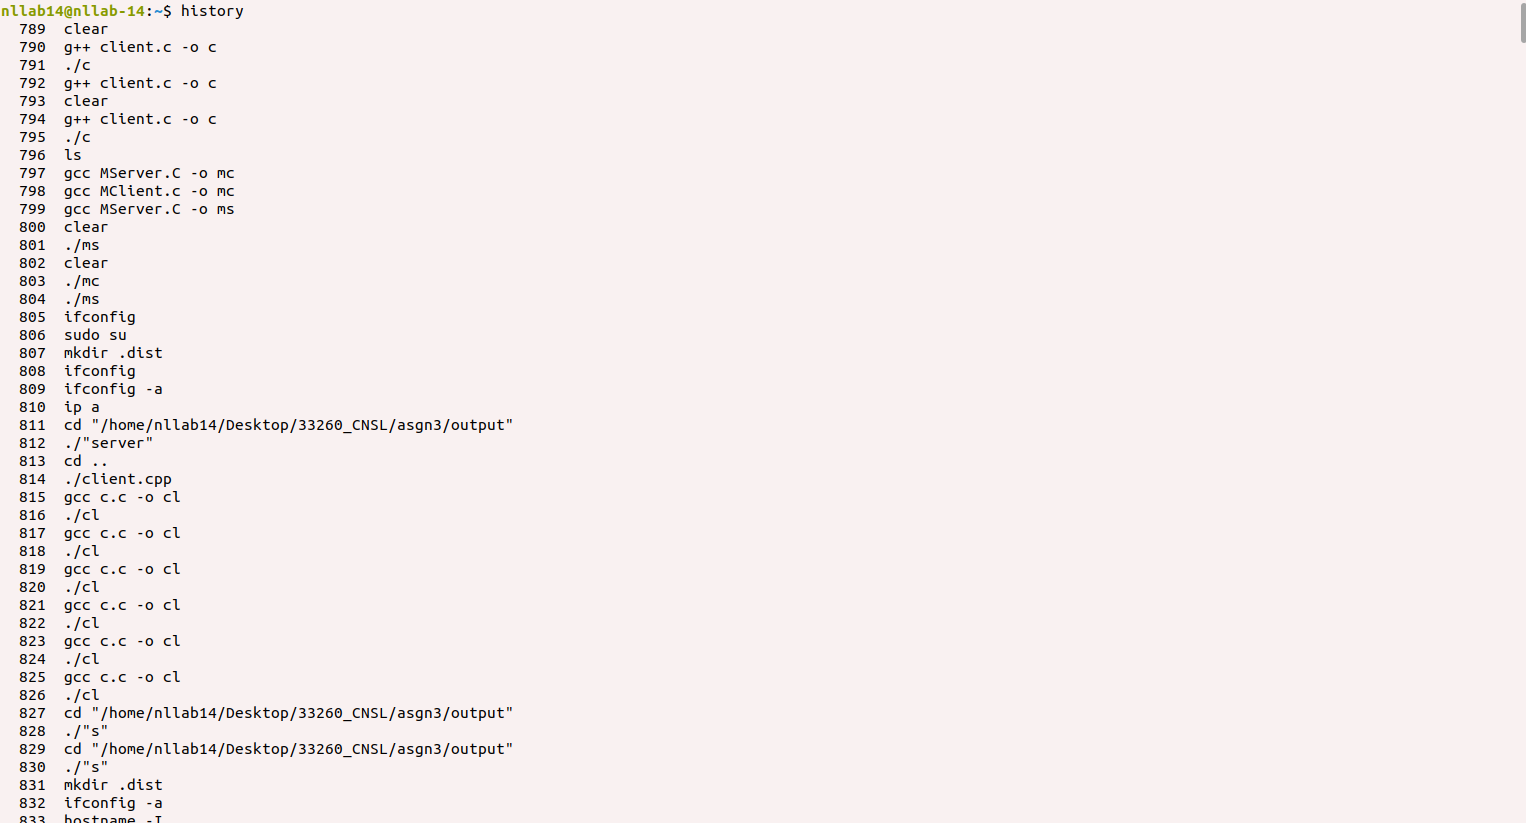 nllab14@nllab-14:~$ history
789 clear
790 g++ client.c -o c
791 ./c
792 g++ client.c -o c
793 clear
794 g++ client.c -o c
795 ./c
796 ls
797 gcc MServer.C -o mc
798 gcc MClient.c -o mc
799 gcc MServer.C -o ms
800 clear
801 ./ms
802 clear
803 ./mc
804 ./ms
805 ifconfig
806 sudo su
807 mkdir .dist
808 ifconfig
809 ifconfig -a
810 ip a
811 cd "/home/nllab14/Desktop/33260_CNSL/asgn3/output"
812 ./"server"
813 cd ..
814 ./client.cpp
815 gcc c.c -o cl
816 ./cl
817 gcc c.c -o cl
818 ./cl
819 gcc c.c -o cl
820 ./cl
821 gcc c.c -o cl
822 ./cl
823 gcc c.c -o cl
824 ./cl
825 gcc c.c -o cl
826 ./cl
827 cd "/home/nllab14/Desktop/33260_CNSL/asgn3/output"
828 ./"s"
829 cd "/home/nllab14/Desktop/33260_CNSL/asgn3/output"
830 ./"s"
831 mkdir .dist
832 ifconfig -a
833 hostname -I